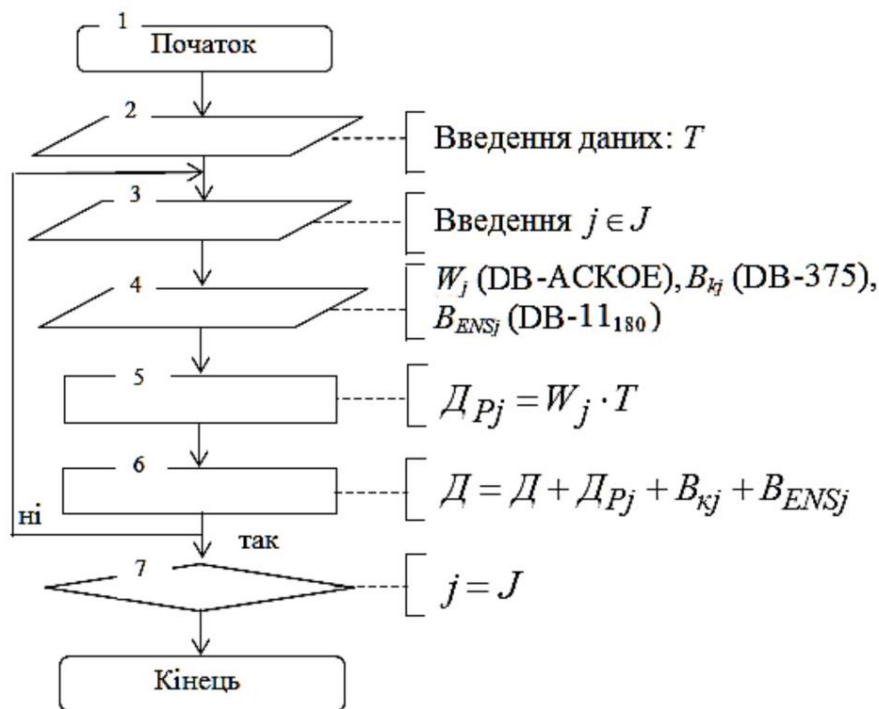 1
Початок
2
Введення даних: T
3
Введення j ∈ J
4
W_j (DB-АСКОЕ), B_kj (DB-375),
B_ENSj (DB-11_180)
5
Д_Pj = W_j · T
6
Д = Д + Д_Pj + B_кj + B_ENSj
ні
так
7
j = J
Кінець